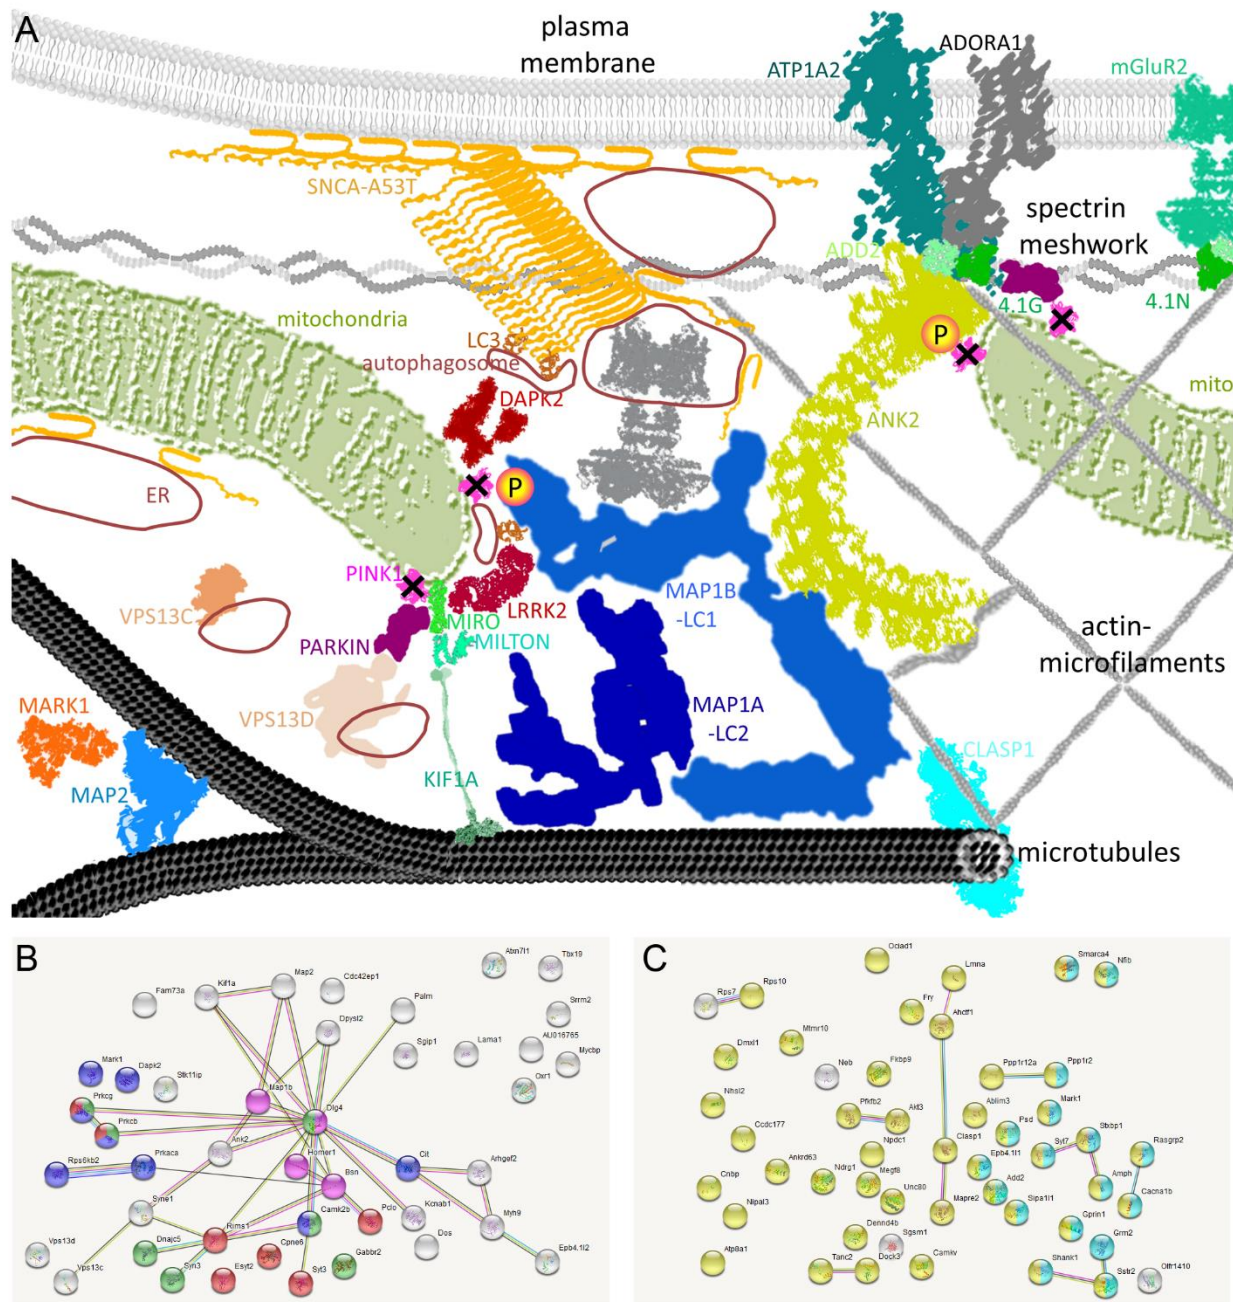 A
plasma
membrane
ATP1A2
ADORA1
mGluR2
SNCA-A53T
spectrin
meshwork
ADD2
4.1G
4.1N
mitochondria
LC3
autophagosome
P
DAPK2
ANK2
mito
P
ER
PINK1
VPS13C
LRRK2
MIRO
MILTON
PARKIN
MAP1B
-LC1
actin-
microfilaments
MARK1
VPS13D
MAP1A
-LC2
CLASP1
MAP2
KIF1A
microtubules
B
Atxn7l1
Tbx19
Fam73a
Kif1a
Map2
Cdc42ep1
Palm
Srrm2
Dpysl2
Sgip1
Lama1
AU016765
Mycbp
Mark1
Dapk2
Stk11ip
Oxr1
Map1b
Dlg4
Prkcg
Prkcb
Ank2
Homer1
Cit
Arhgef2
Rps6kb2
Prkaca
Bsn
Syne1
Camk2b
Pclo
Kcnab1
Rims1
Dos
Myh9
Vps13d
Dnajc5
Cpne6
Gabbr2
Epb4.1l2
Vps13c
Syn3
Esyt2
Syt3
C
Ociad1
Lmna
Smarca4
Nfib
Rps7
Rps10
Fry
Ahctf1
Mtmr10
Dmxl1
Neb
Fkbp9
Ppp1r12a
Ppp1r2
Nhsl2
Pfkfb2
Akt3
Ablim3
Mark1
Psd
Ccdc177
Npdc1
Clasp1
Syt7
Stxbp1
Rasgrp2
Cnbp
Ankrd63
Ndrg1
Megf8
Epb4.1l1
Add2
Amph
Nipal3
Unc80
Sipa1l1
Cacna1b
Mapre2
Gprin1
Atp8a1
Dennd4b
Sgsm1
Grm2
Tanc2
Dock3
Camkv
Shank1
Sstr2
Olfr1410